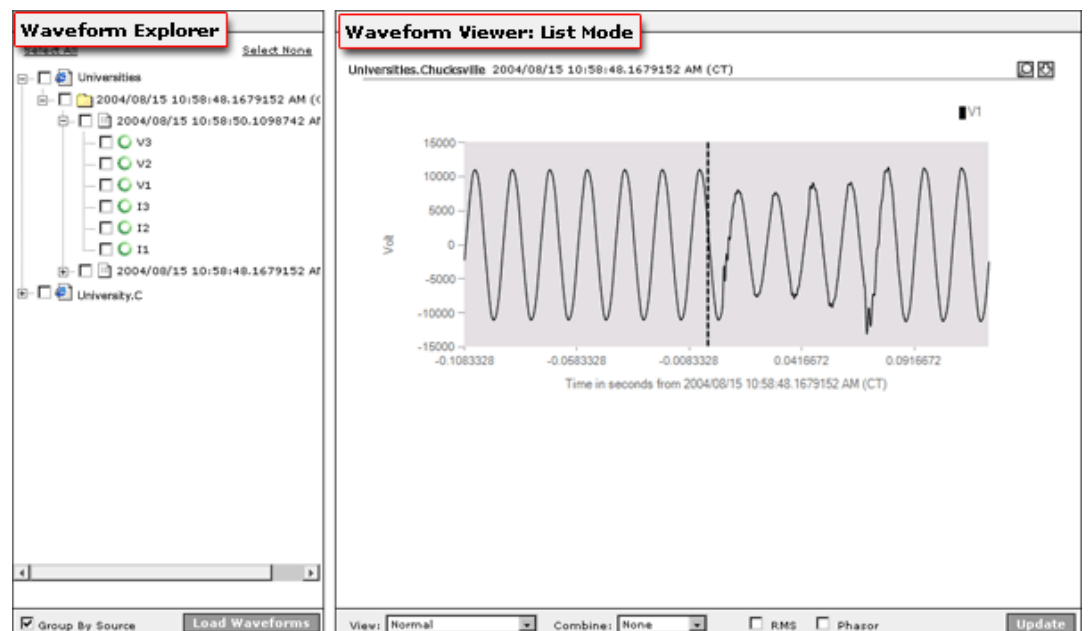 Waveform Explorer
Select All
Select None
Universities
2004/08/15 10:58:48.1679152 AM (C
2004/08/15 10:58:50.1098742 AM
V3
V2
V1
I3
I2
I1
2004/08/15 10:58:48.1679152 AM
University.C
Group By Source
Load Waveforms
Waveform Viewer: List Mode
Universities.Chucksville 2004/08/15 10:58:48.1679152 AM (CT)
V1
15000
10000
5000
0
-5000
-10000
-15000
Volt
-0.1083328
-0.0583328
-0.0083328
0.0416672
0.0916672
Time in seconds from 2004/08/15 10:58:48.1679152 AM (CT)
View: Normal
Combine: None
RMS
Phasor
Update